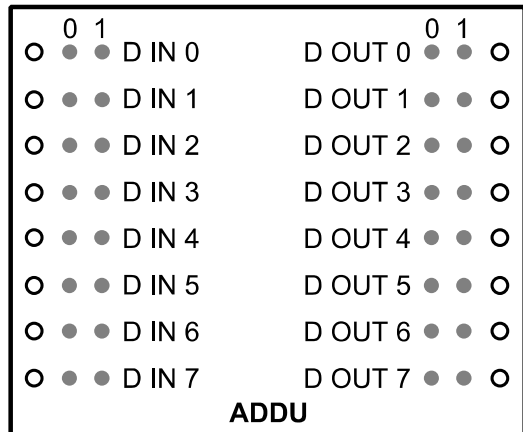 0 1 0 1
D IN 0 D OUT 0
D IN 1 D OUT 1
D IN 2 D OUT 2
D IN 3 D OUT 3
D IN 4 D OUT 4
D IN 5 D OUT 5
D IN 6 D OUT 6
D IN 7 D OUT 7
ADDU